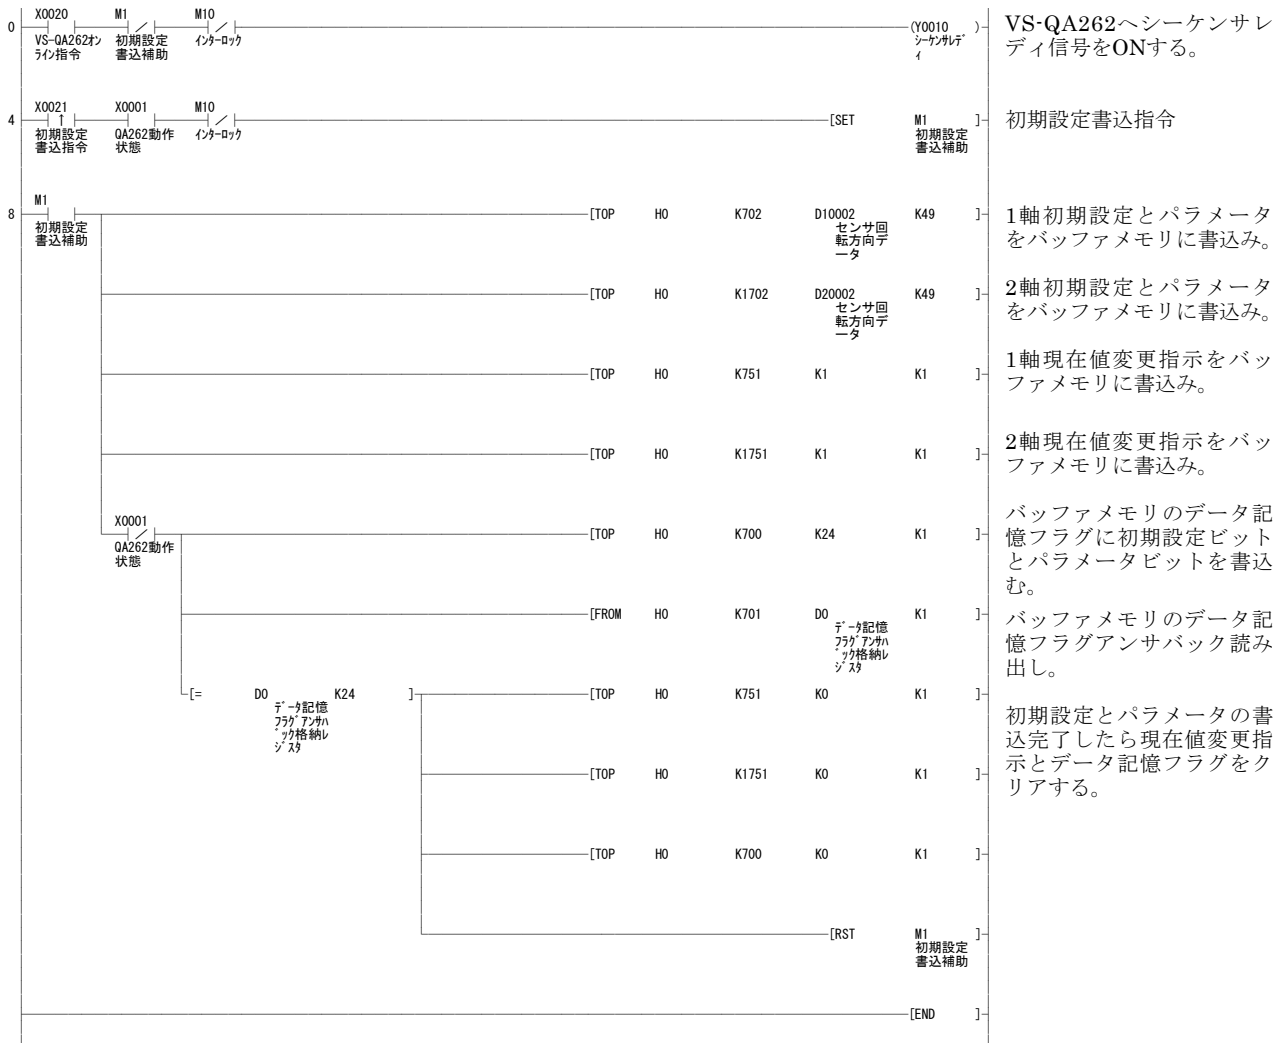 X0020 M1 M10
0 (Y0010 )
VS-QA262オン
ライン指令
初期設定
書込補助
インターロック
シーケンサレデ
ィ
VS-QA262へシーケンサレ
ディ信号をONする。
X0021 X0001 M10
4 ↑ [SET M1 ]
初期設定
書込指令
QA262動作
状態
インターロック
初期設定
書込補助
初期設定書込指令
M1
8 [TOP H0 K702 D10002 K49 ]
初期設定
書込補助
センサ回
転方向デ
ータ
1軸初期設定とパラメータ
をバッファメモリに書込み。
[TOP H0 K1702 D20002 K49 ]
センサ回
転方向デ
ータ
2軸初期設定とパラメータ
をバッファメモリに書込み。
[TOP H0 K751 K1 K1 ]
1軸現在値変更指示をバッ
ファメモリに書込み。
[TOP H0 K1751 K1 K1 ]
2軸現在値変更指示をバッ
ファメモリに書込み。
X0001
[TOP H0 K700 K24 K1 ]
QA262動作
状態
バッファメモリのデータ記
憶フラグに初期設定ビット
とパラメータビットを書込
む。
[FROM H0 K701 D0 K1 ]
データ記憶
フラグアンサバ
ック格納レ
ジスタ
バッファメモリのデータ記
憶フラグアンサバック読み
出し。
[= D0 K24 ] [TOP H0 K751 K0 K1 ]
データ記憶
フラグアンサバ
ック格納レ
ジスタ
初期設定とパラメータの書
込完了したら現在値変更指
示とデータ記憶フラグをク
リアする。
[TOP H0 K1751 K0 K1 ]
[TOP H0 K700 K0 K1 ]
[RST M1 ]
初期設定
書込補助
[END ]